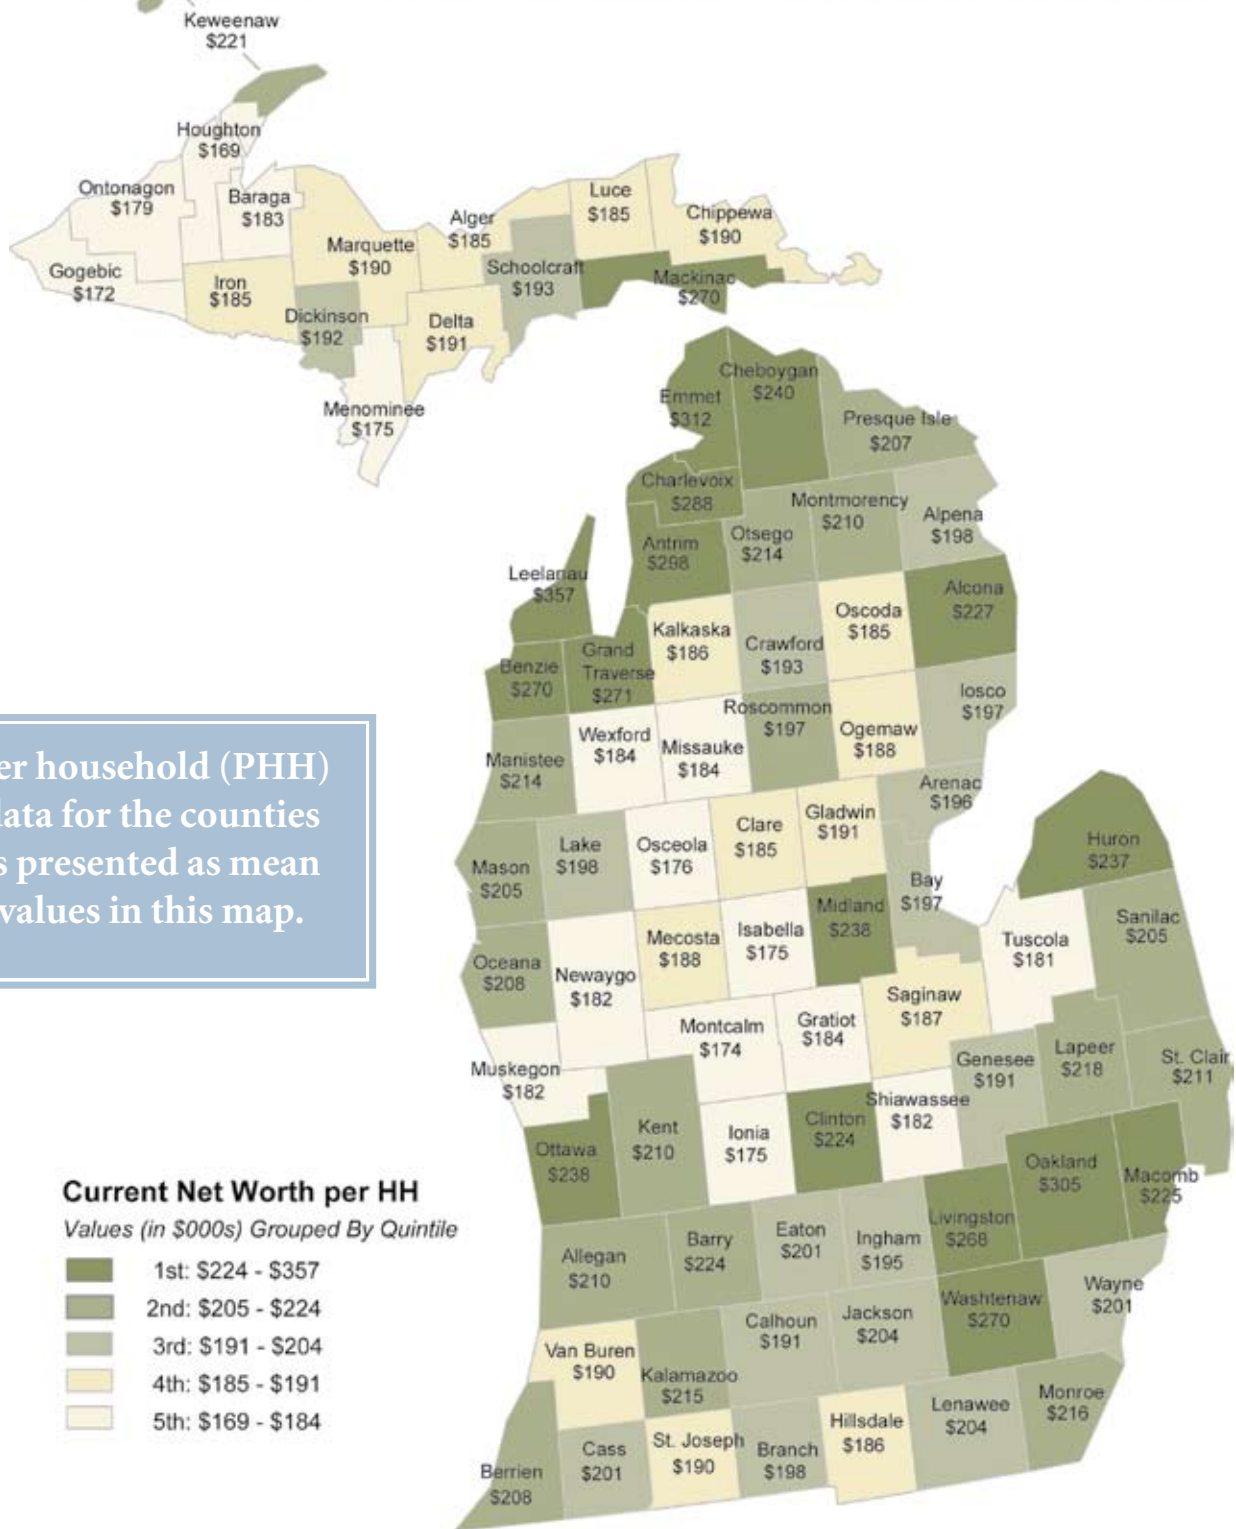 Keweenaw
$221
Houghton
$169
Ontonagon
$179
Baraga
$183
Gogebic
$172
Iron
$185
Marquette
$190
Dickinson
$192
Menominee
$175
Alger
$185
Delta
$191
Schoolcraft
$193
Luce
$185
Chippewa
$190
Mackinac
$270
Emmet
$312
Cheboygan
$240
Presque Isle
$207
Charlevoix
$288
Antrim
$298
Otsego
$214
Montmorency
$210
Alpena
$198
Leelanau
$357
Benzie
$270
Grand
Traverse
$271
Kalkaska
$186
Crawford
$193
Oscoda
$185
Alcona
$227
Manistee
$214
Wexford
$184
Missauke
$184
Roscommon
$197
Ogemaw
$188
Iosco
$197
er household (PHH)
lata for the counties
s presented as mean
values in this map.
Mason
$205
Lake
$198
Osceola
$176
Clare
$185
Gladwin
$191
Arenac
$196
Huron
$237
Oceana
$208
Newaygo
$182
Mecosta
$188
Isabella
$175
Midland
$238
Bay
$197
Tuscola
$181
Sanilac
$205
Muskegon
$182
Montcalm
$174
Gratiot
$184
Saginaw
$187
Genesee
$191
Lapeer
$218
St. Clair
$211
Ottawa
$238
Kent
$210
Ionia
$175
Clinton
$224
Shiawassee
$182
Oakland
$305
Macomb
$225
Allegan
$210
Barry
$224
Eaton
$201
Ingham
$195
Livingston
$268
Van Buren
$190
Kalamazoo
$215
Calhoun
$191
Jackson
$204
Washtenaw
$270
Wayne
$201
Berrien
$208
Cass
$201
St. Joseph
$190
Branch
$198
Hillsdale
$186
Lenawee
$204
Monroe
$216
Current Net Worth per HH
Values (in $000s) Grouped By Quintile
1st: $224 - $357
2nd: $205 - $224
3rd: $191 - $204
4th: $185 - $191
5th: $169 - $184